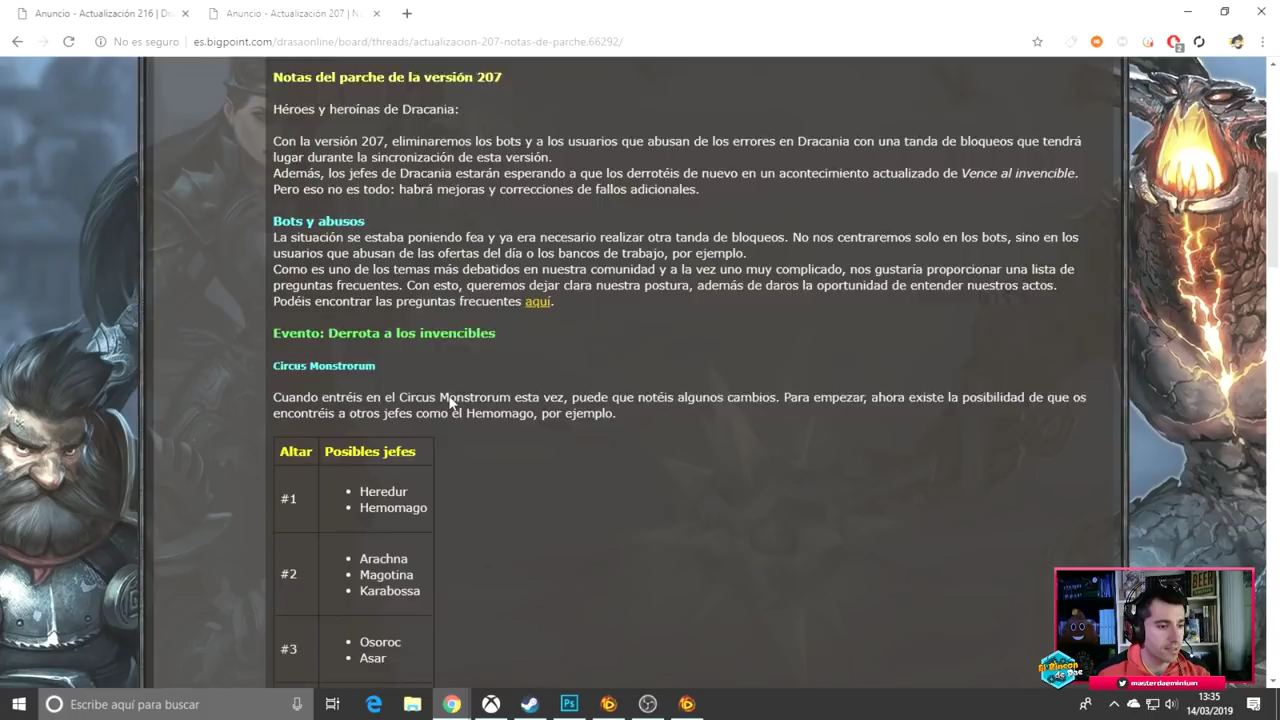 Anuncio - Actualización 216 | Dr
Anuncio - Actualización 207 | N
No es seguro
es.bigpoint.com/drasaonline/board/threads/actualizacion-207-notas-de-parche.66292/
2
Notas del parche de la versión 207
Héroes y heroínas de Dracania:
Con la versión 207, eliminaremos los bots y a los usuarios que abusan de los errores en Dracania con una tanda de bloqueos que tendrá
lugar durante la sincronización de esta versión.
Además, los jefes de Dracania estarán esperando a que los derrotéis de nuevo en un acontecimiento actualizado de Vence al invencible.
Pero eso no es todo: habrá mejoras y correcciones de fallos adicionales.
Bots y abusos
La situación se estaba poniendo fea y ya era necesario realizar otra tanda de bloqueos. No nos centraremos solo en los bots, sino en los
usuarios que abusan de las ofertas del día o los bancos de trabajo, por ejemplo.
Como es uno de los temas más debatidos en nuestra comunidad y a la vez uno muy complicado, nos gustaría proporcionar una lista de
preguntas frecuentes. Con esto, queremos dejar clara nuestra postura, además de daros la oportunidad de entender nuestros actos.
Podéis encontrar las preguntas frecuentes aquí.
Evento: Derrota a los invencibles
Circus Monstrorum
Cuando entréis en el Circus Monstrorum esta vez, puede que notéis algunos cambios. Para empezar, ahora existe la posibilidad de que os
encontréis a otros jefes como el Hemomago, por ejemplo.
Altar Posibles jefes
#1
Heredur
Hemomago
#2
Arachna
Magotina
Karabossa
#3
Osoroc
Asar
BEER
El Rincon
de Dae
masterdaeminium
Escribe aquí para buscar
13:35
14/03/2019